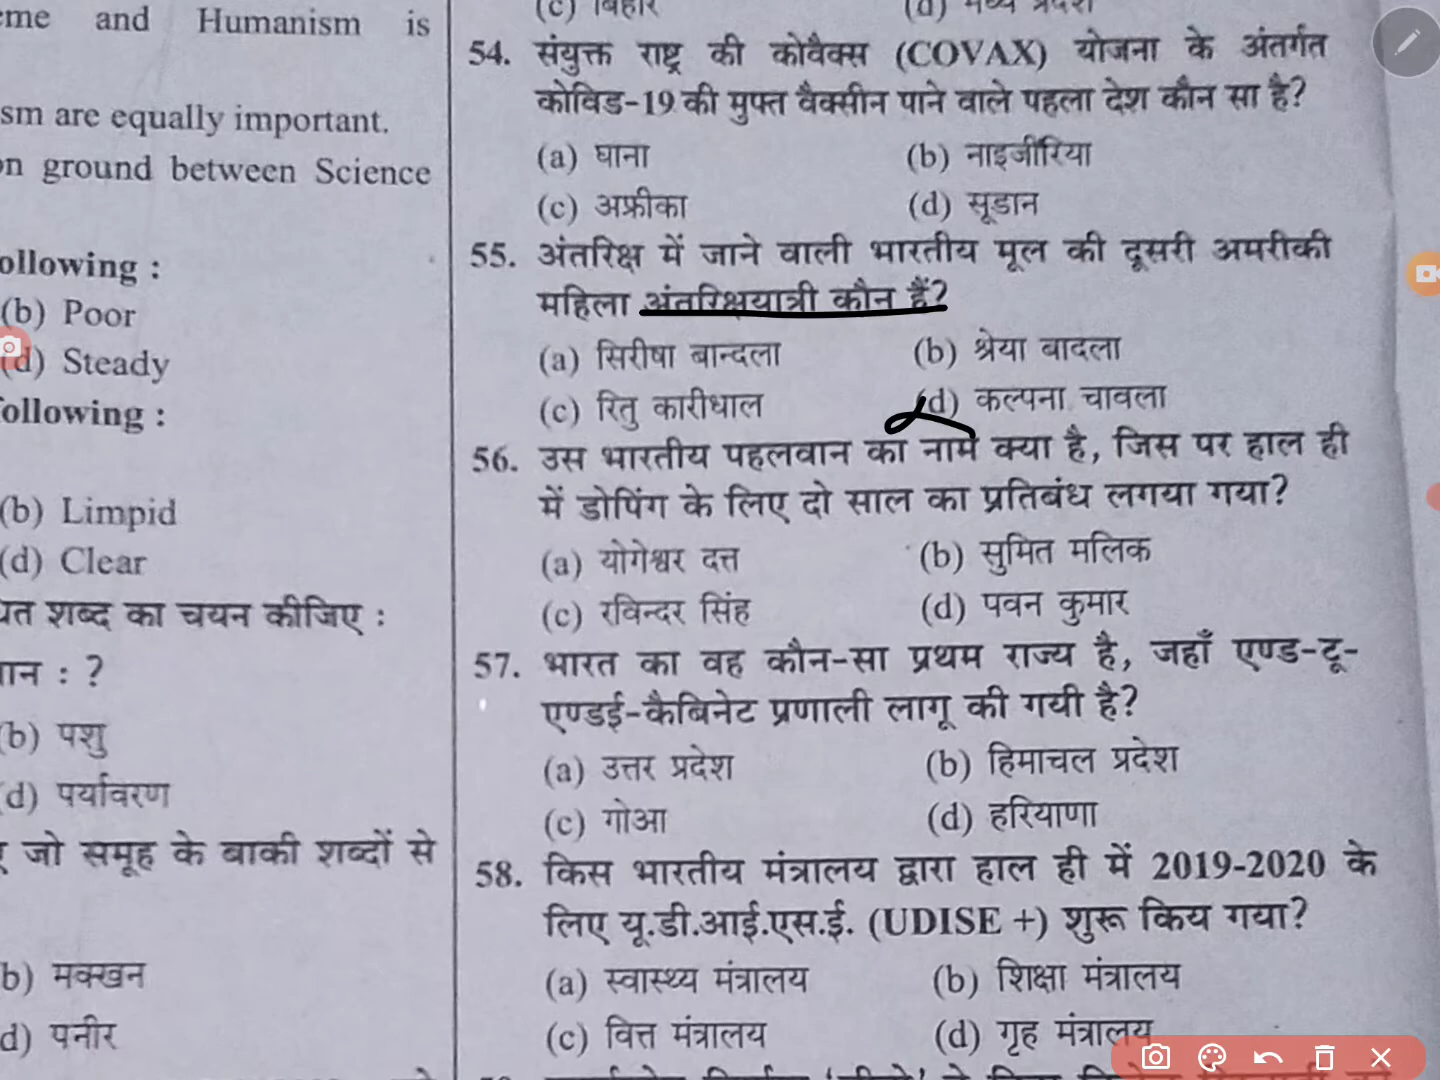 me and Humanism is
sm are equally important.
on ground between Science
ollowing :
(b) Poor
(d) Steady
ollowing :
(b) Limpid
(d) Clear
शब्द का चयन कीजिए :
: ?
(b) पशु
(d) पर्यावरण
जो समूह के बाकी शब्दों से
b) मक्खन
d) पनीर
(c) बिहार (d) मध्य प्रदेश
54. संयुक्त राष्ट्र की कोवैक्स (COVAX) योजना के अंतर्गत
कोविड-19 की मुफ्त वैक्सीन पाने वाले पहला देश कौन सा है?
(a) घाना (b) नाइजीरिया
(c) अफ्रीका (d) सूडान
55. अंतरिक्ष में जाने वाली भारतीय मूल की दूसरी अमरीकी
महिला अंतरिक्षयात्री कौन हैं?
(a) सिरीषा बान्दला (b) श्रेया बादला
(c) रितु कारीधाल (d) कल्पना चावला
56. उस भारतीय पहलवान का नाम क्या है, जिस पर हाल ही
में डोपिंग के लिए दो साल का प्रतिबंध लगया गया?
(a) योगेश्वर दत्त (b) सुमित मलिक
(c) रविन्दर सिंह (d) पवन कुमार
57. भारत का वह कौन-सा प्रथम राज्य है, जहाँ एण्ड-टू-
एण्डई-कैबिनेट प्रणाली लागू की गयी है?
(a) उत्तर प्रदेश (b) हिमाचल प्रदेश
(c) गोआ (d) हरियाणा
58. किस भारतीय मंत्रालय द्वारा हाल ही में 2019-2020 के
लिए यू.डी.आई.एस.ई. (UDISE +) शुरू किय गया?
(a) स्वास्थ्य मंत्रालय (b) शिक्षा मंत्रालय
(c) वित्त मंत्रालय (d) गृह मंत्रालय